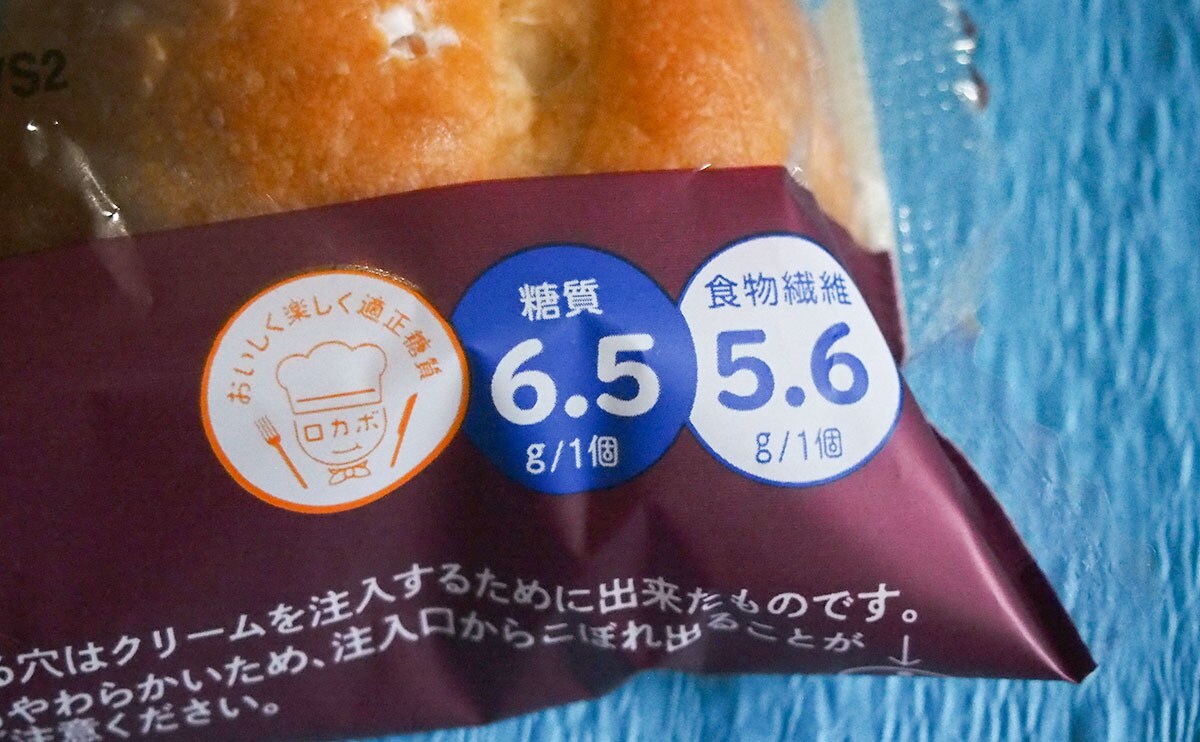 /S2
おいしく楽しく適正糖質
ロカボ
糖質
6.5
g/1個
食物繊維
5.6
g/1個
る穴はクリームを注入するために出来たものです。
やわらかいため、注入口からこぼれ出ることが
注意ください。